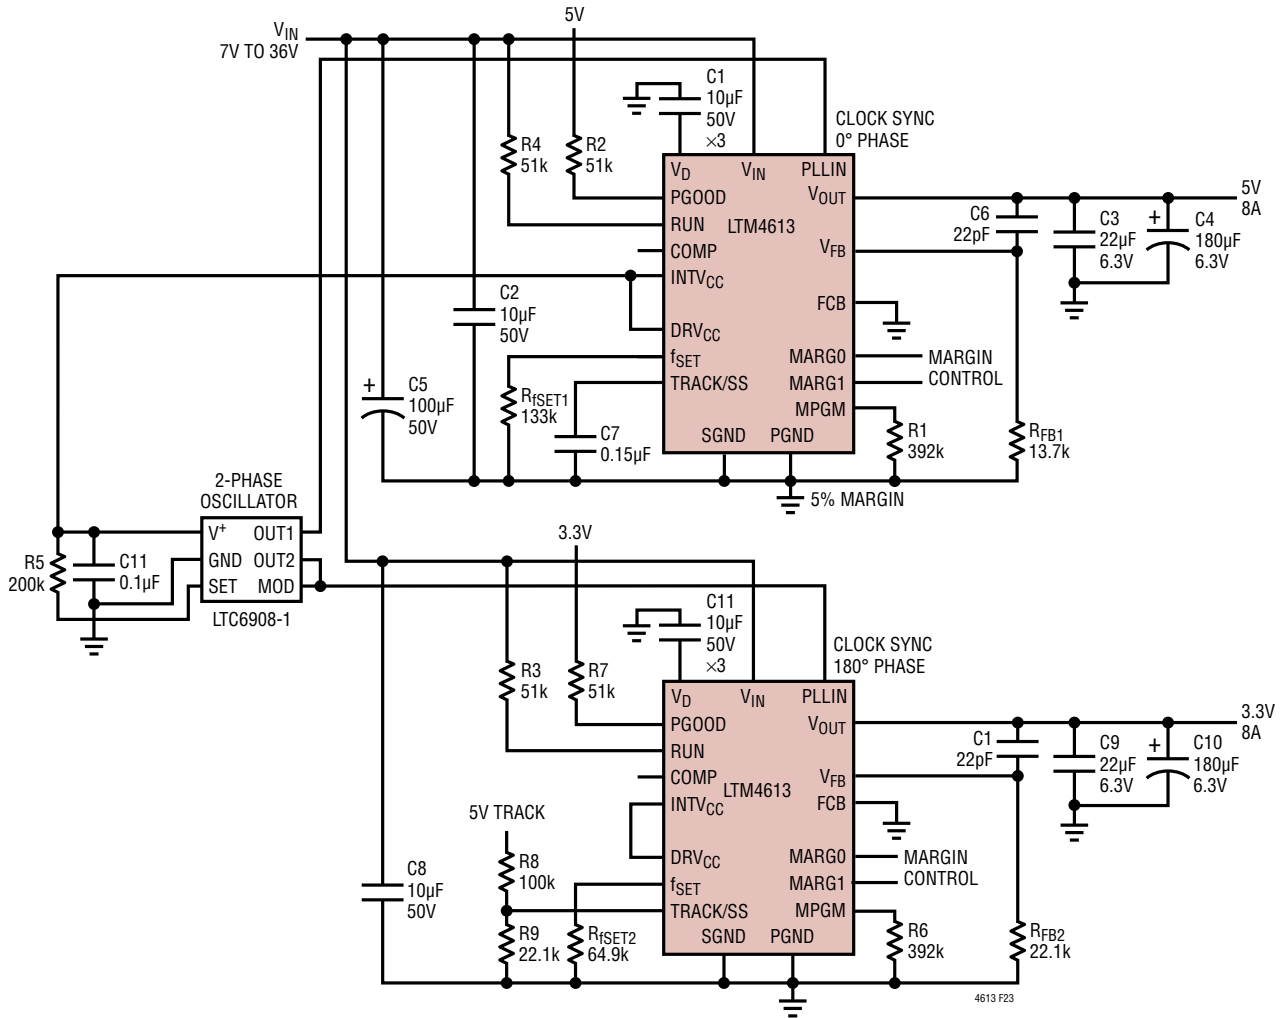 5V
VIN
7V TO 36V
C1
10µF
50V
×3
CLOCK SYNC
0° PHASE
R4
51k
R2
51k
VD
VIN
PLLIN
PGOOD
VOUT
5V
8A
RUN
LTM4613
C6
22pF
C3
22µF
6.3V
+
C4
180µF
6.3V
COMP
VFB
INTVCC
C2
10µF
50V
FCB
DRVCC
fSET
MARG0
MARGIN
CONTROL
TRACK/SS
MARG1
+
C5
100µF
50V
RfSET1
133k
MPGM
C7
0.15µF
SGND
PGND
R1
392k
RFB1
13.7k
5% MARGIN
2-PHASE
OSCILLATOR
V+
OUT1
R5
200k
C11
0.1µF
GND
OUT2
SET
MOD
LTC6908-1
3.3V
C11
10µF
50V
×3
CLOCK SYNC
180° PHASE
R3
51k
R7
51k
VD
VIN
PLLIN
PGOOD
VOUT
3.3V
8A
RUN
C1
22pF
C9
22µF
6.3V
+
C10
180µF
6.3V
COMP
LTM4613
VFB
INTVCC
FCB
5V TRACK
DRVCC
MARG0
MARGIN
CONTROL
R8
100k
fSET
MARG1
C8
10µF
50V
TRACK/SS
MPGM
R9
22.1k
RfSET2
64.9k
SGND
PGND
R6
392k
RFB2
22.1k
4613 F23